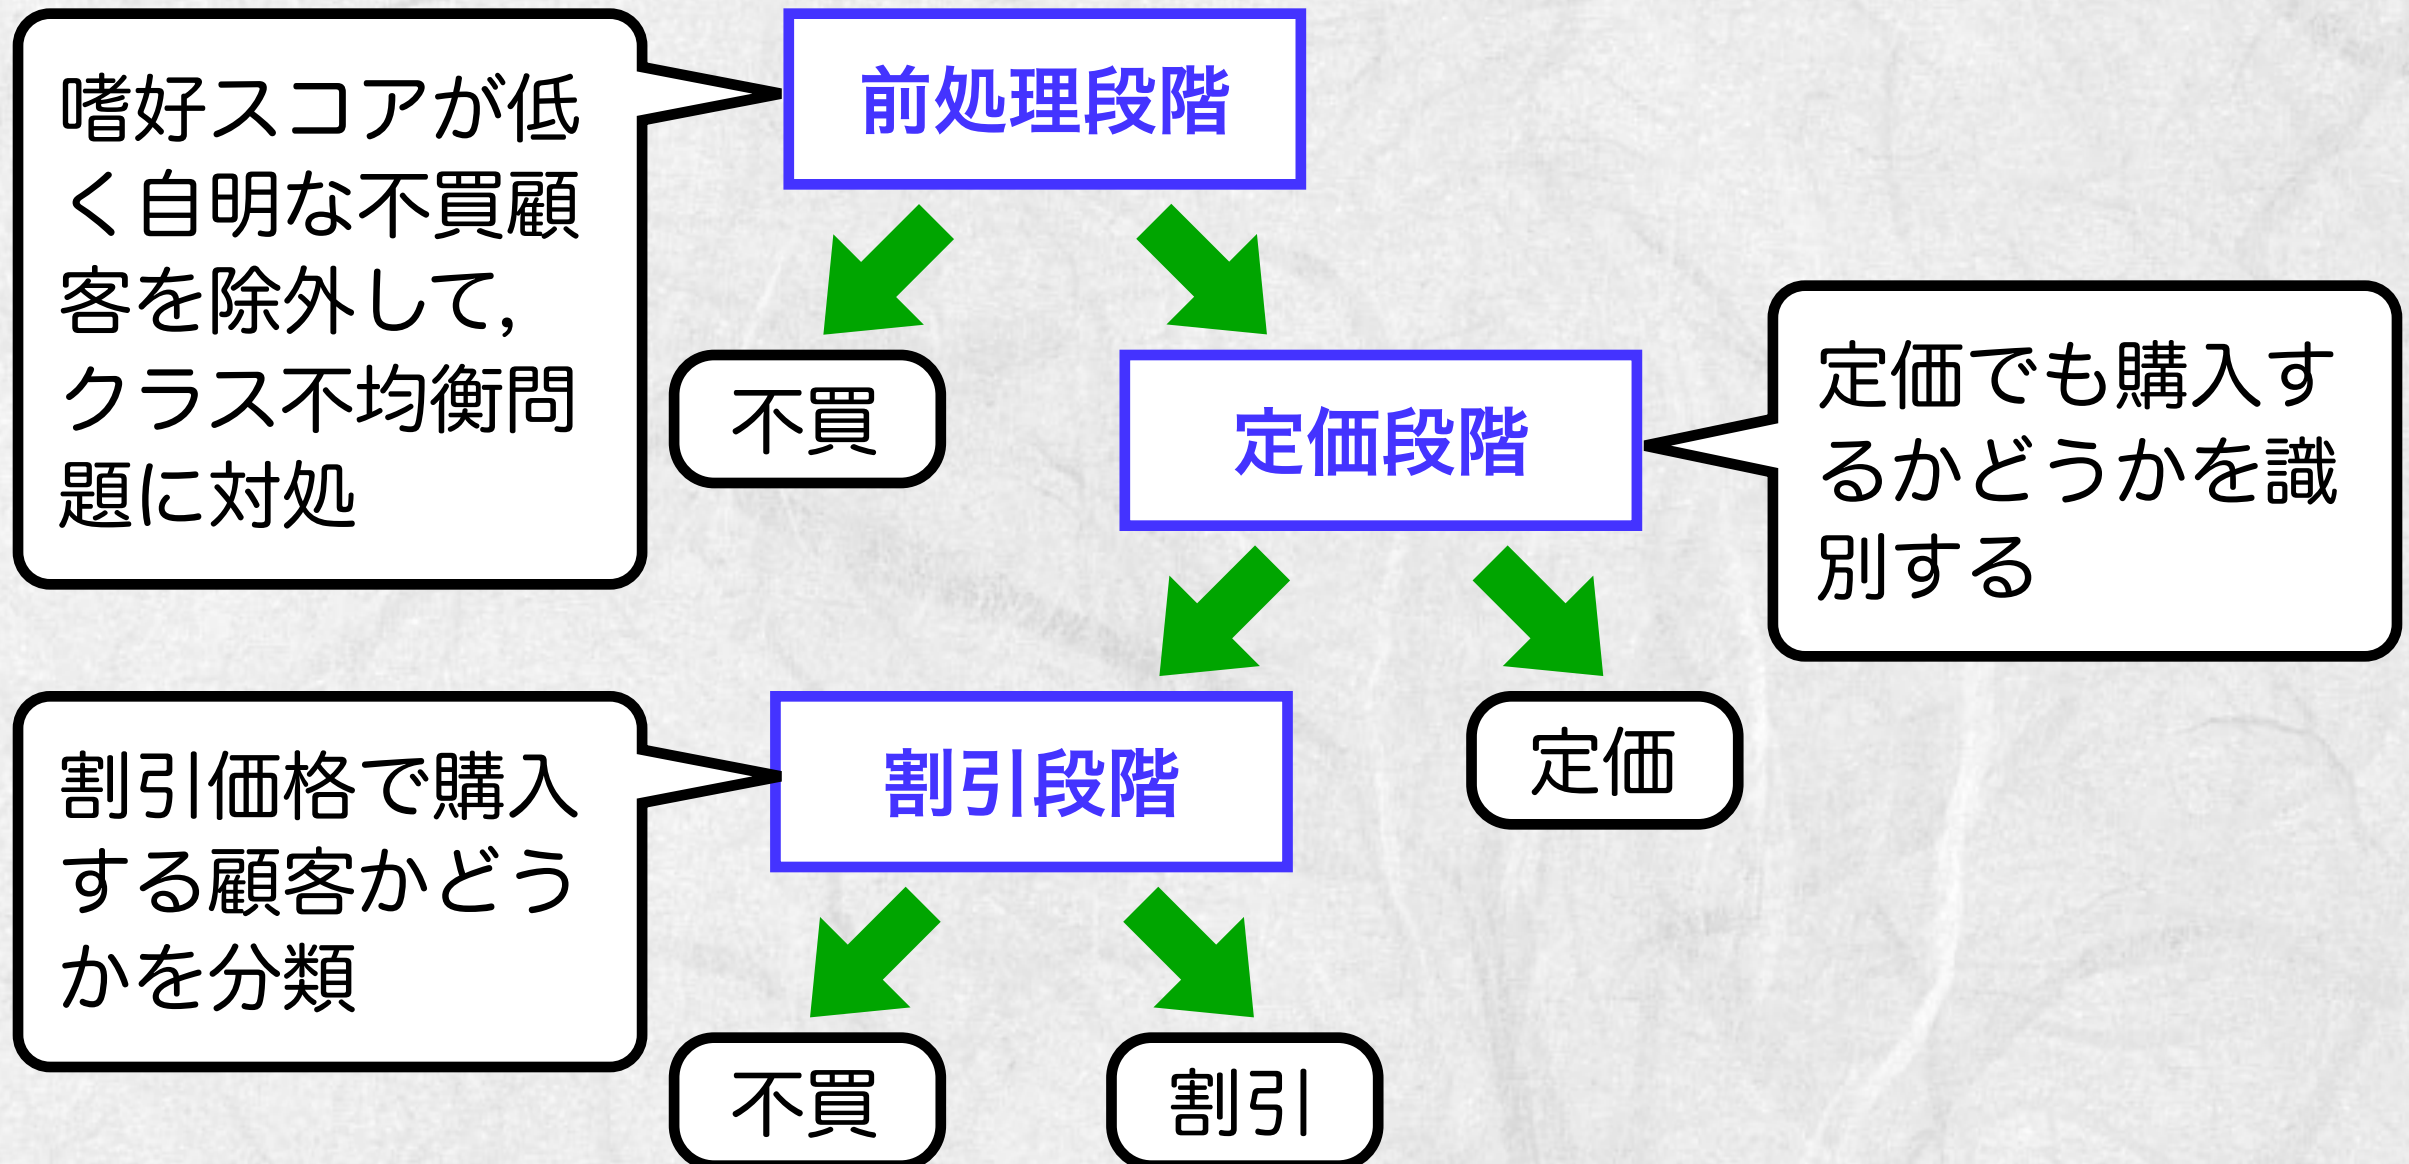 嗜好スコアが低
く自明な不買顧
客を除外して,
クラス不均衡問
題に対処
前処理段階
不買
定価段階
定価でも購入す
るかどうかを識
別する
割引価格で購入
する顧客かどう
かを分類
割引段階
定価
不買
割引